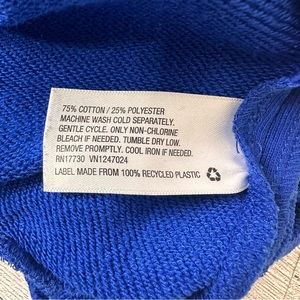 75% COTTON / 25% POLYESTER
MACHINE WASH COLD SEPARATELY.
GENTLE CYCLE. ONLY NON-CHLORINE
BLEACH IF NEEDED. TUMBLE DRY LOW.
REMOVE PROMPTLY. COOL IRON IF NEEDED.
RN17730 VN1247024
LABEL MADE FROM 100% RECYCLED PLASTIC